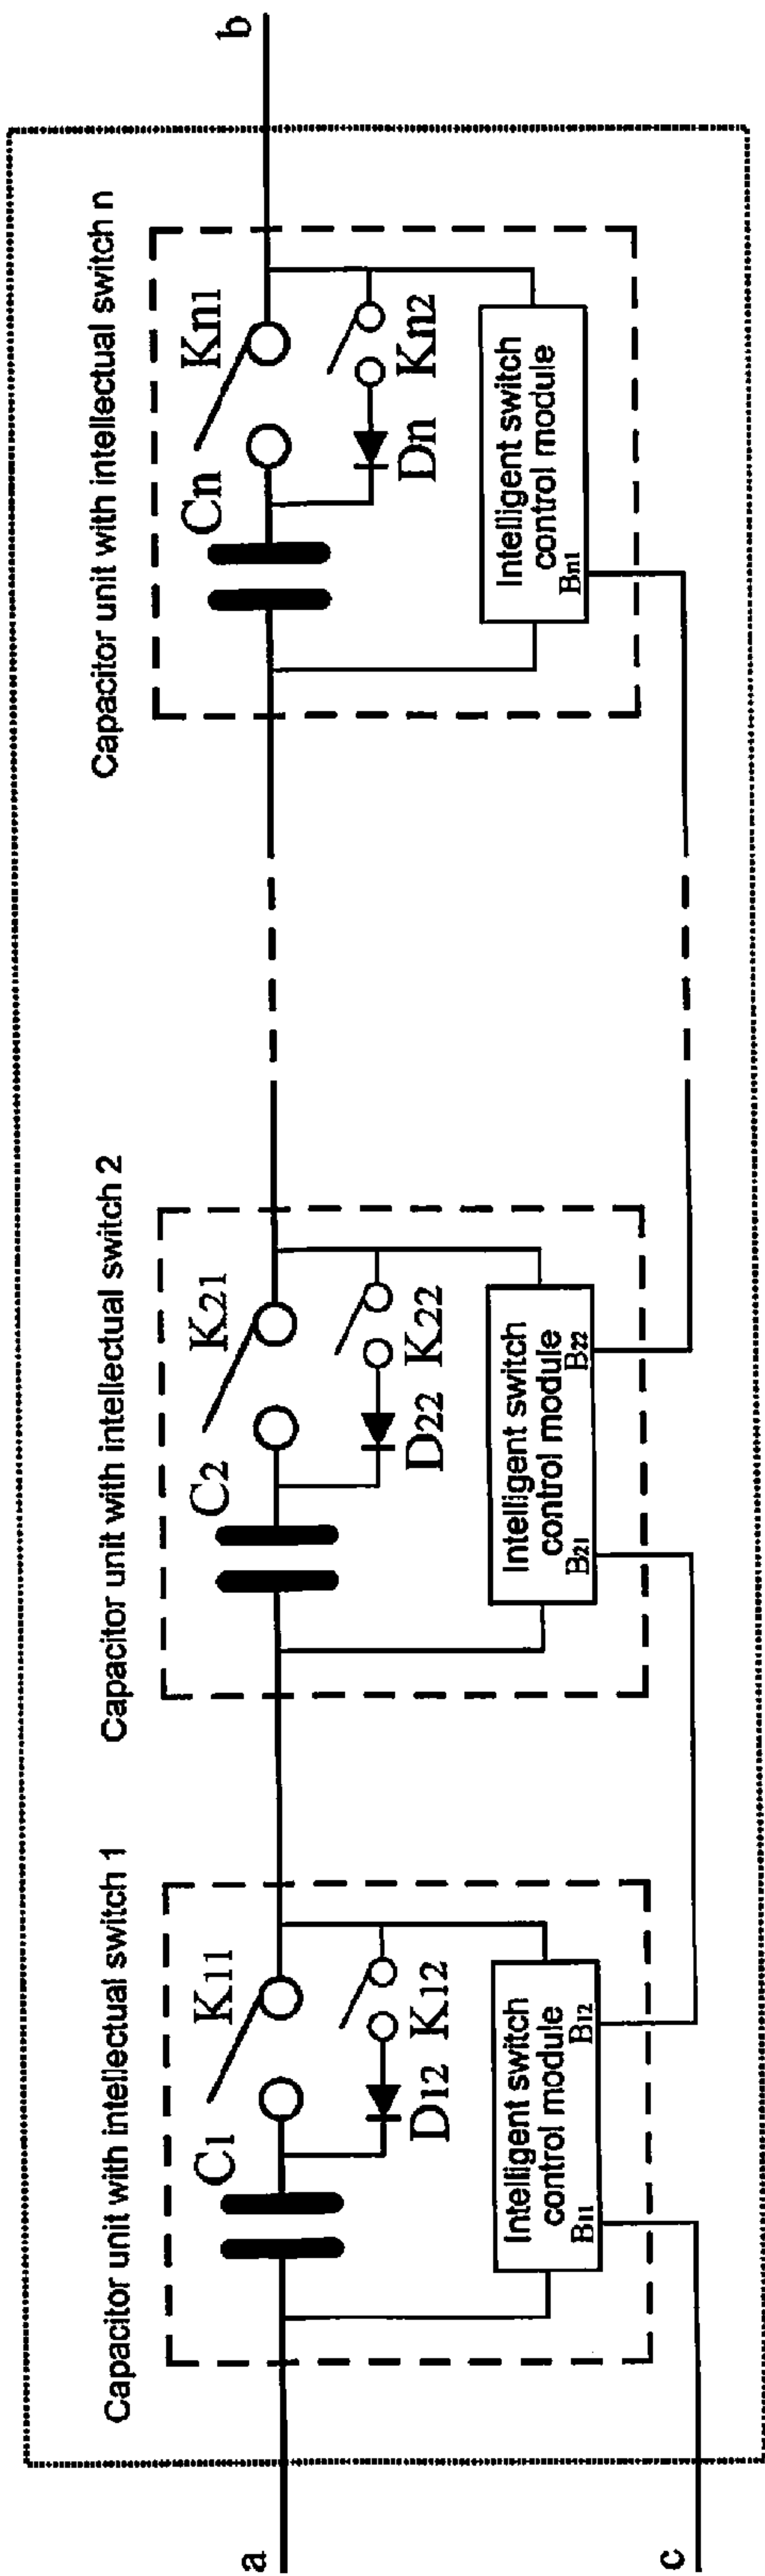 Capacitor unit with intellectual switch 1
C1
K11
D12
K12
Intelligent switch
control module
B11
B12
Capacitor unit with intellectual switch 2
C2
K21
D22
K22
Intelligent switch
control module
B21
B22
Capacitor unit with intellectual switch n
Cn
Kn1
Dn
Kn2
Intelligent switch
control module
Bn1
a
b
c